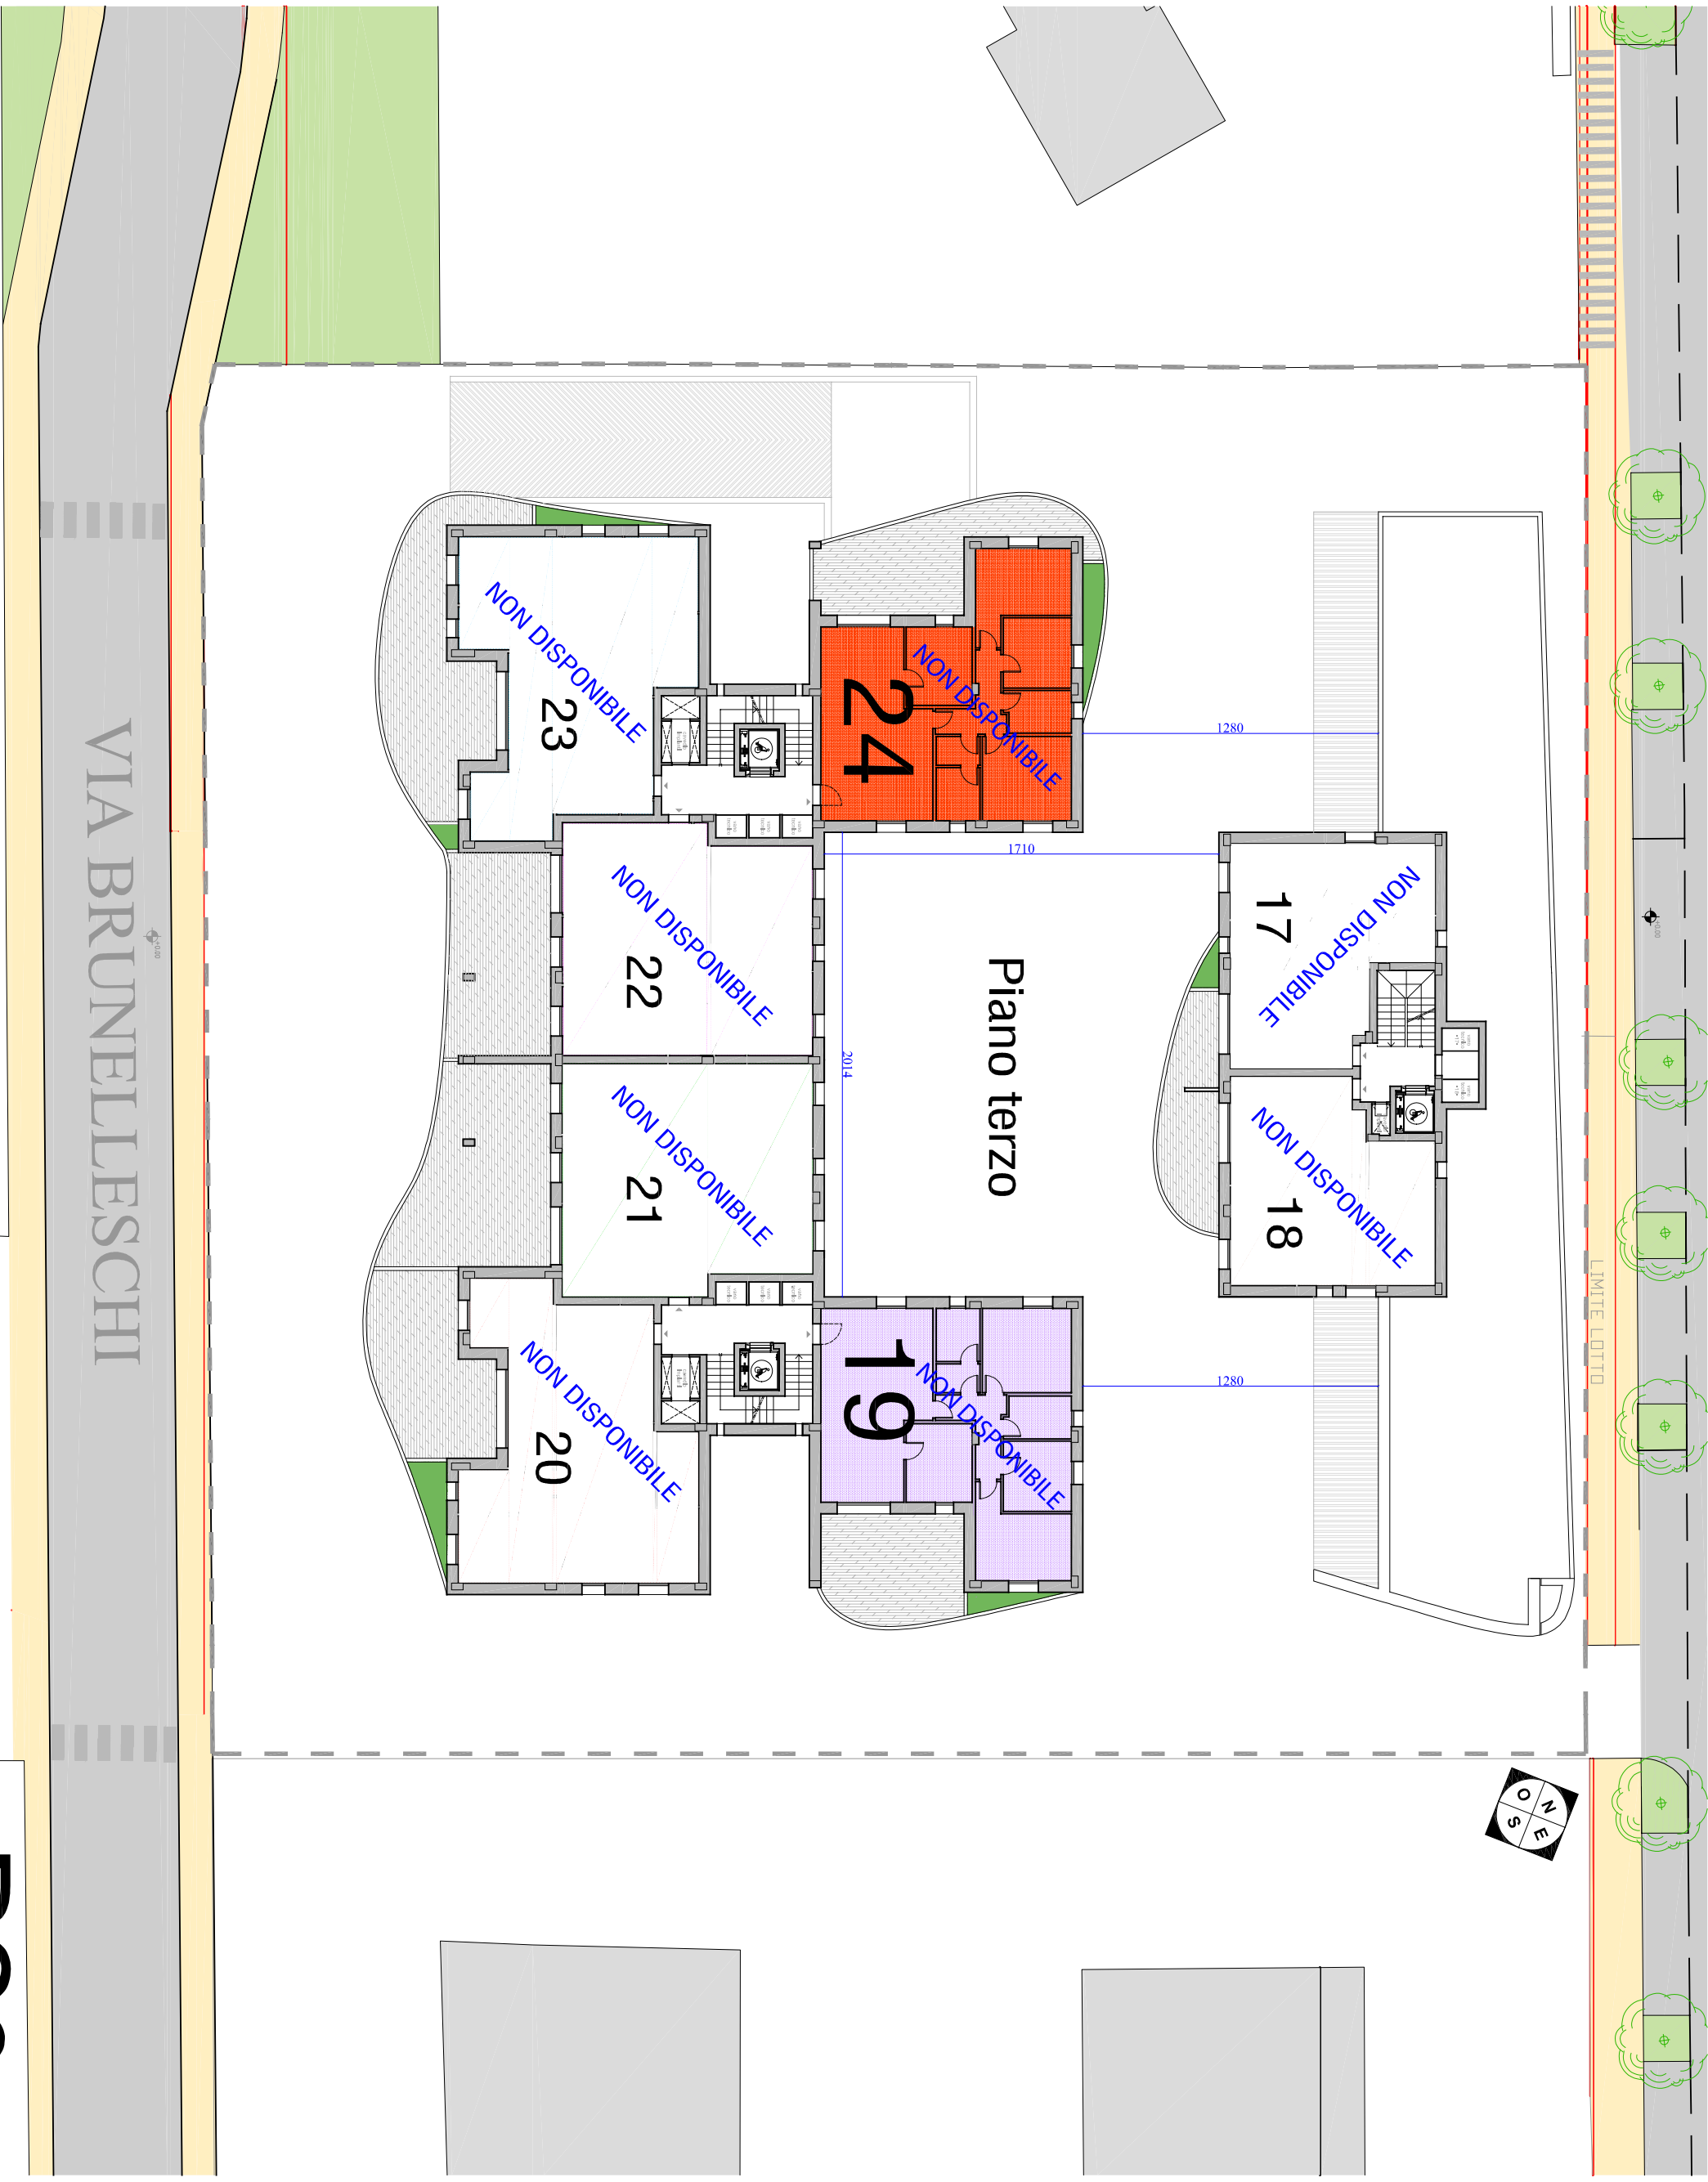 VIA BRUNELLESCHI
Piano terzo
LIMITE LOTTO
17
NON DISPONIBILE
18
NON DISPONIBILE
19
NON DISPONIBILE
20
NON DISPONIBILE
21
NON DISPONIBILE
22
NON DISPONIBILE
23
NON DISPONIBILE
24
NON DISPONIBILE
1280
1710
2014
1280
N
E
S
O